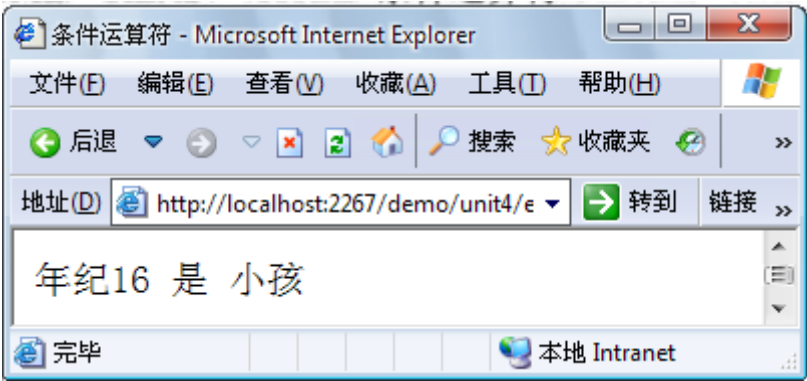 条件运算符 - Microsoft Internet Explorer
文件(F) 编辑(E) 查看(V) 收藏(A) 工具(T) 帮助(H)
后退 搜索 收藏夹 »
地址(D) http://localhost:2267/demo/unit4/e 转到 链接 »
年纪16 是 小孩
完毕 本地 Intranet